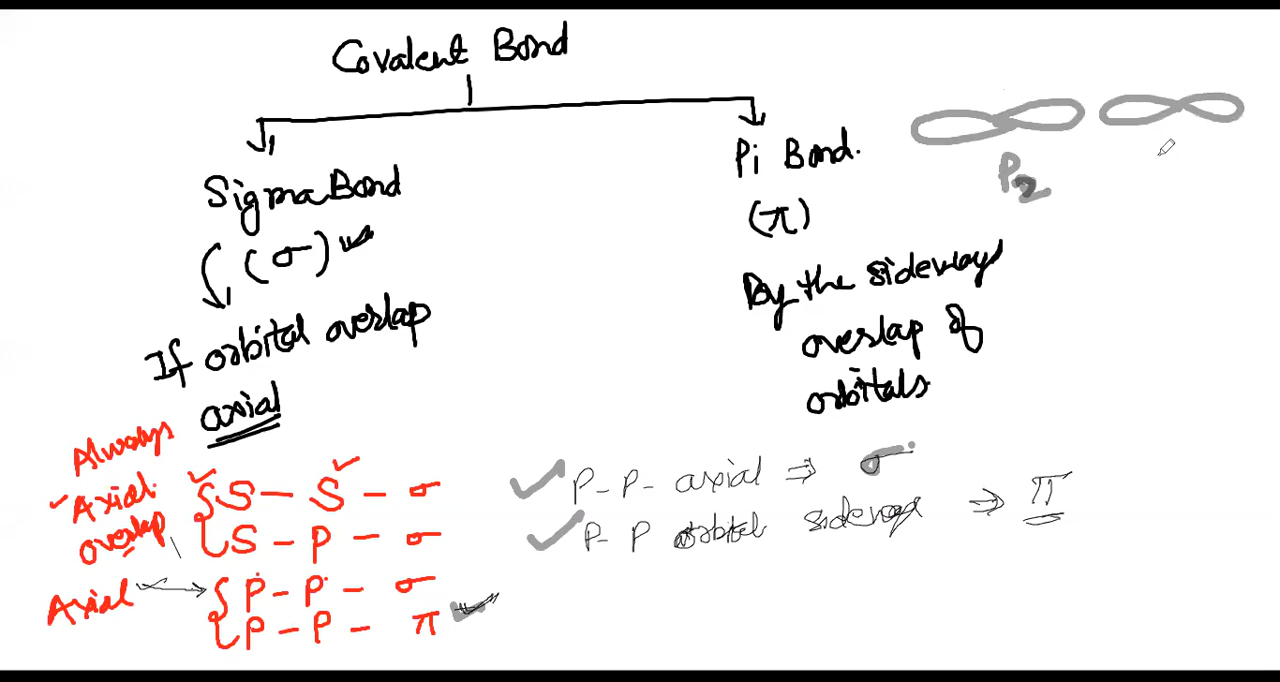 Covalent Bond
Sigma Bond
(σ)
If orbital overlap
axial
Pi Bond.
(π)
By the sideways
overlap of
orbitals
Pz
Always
Axial.
overlap
S - S - σ
S - P - σ
Axial
P - P - σ
P - P - π
P - P - axial ⇒ σ
P - P orbital sideways ⇒ π